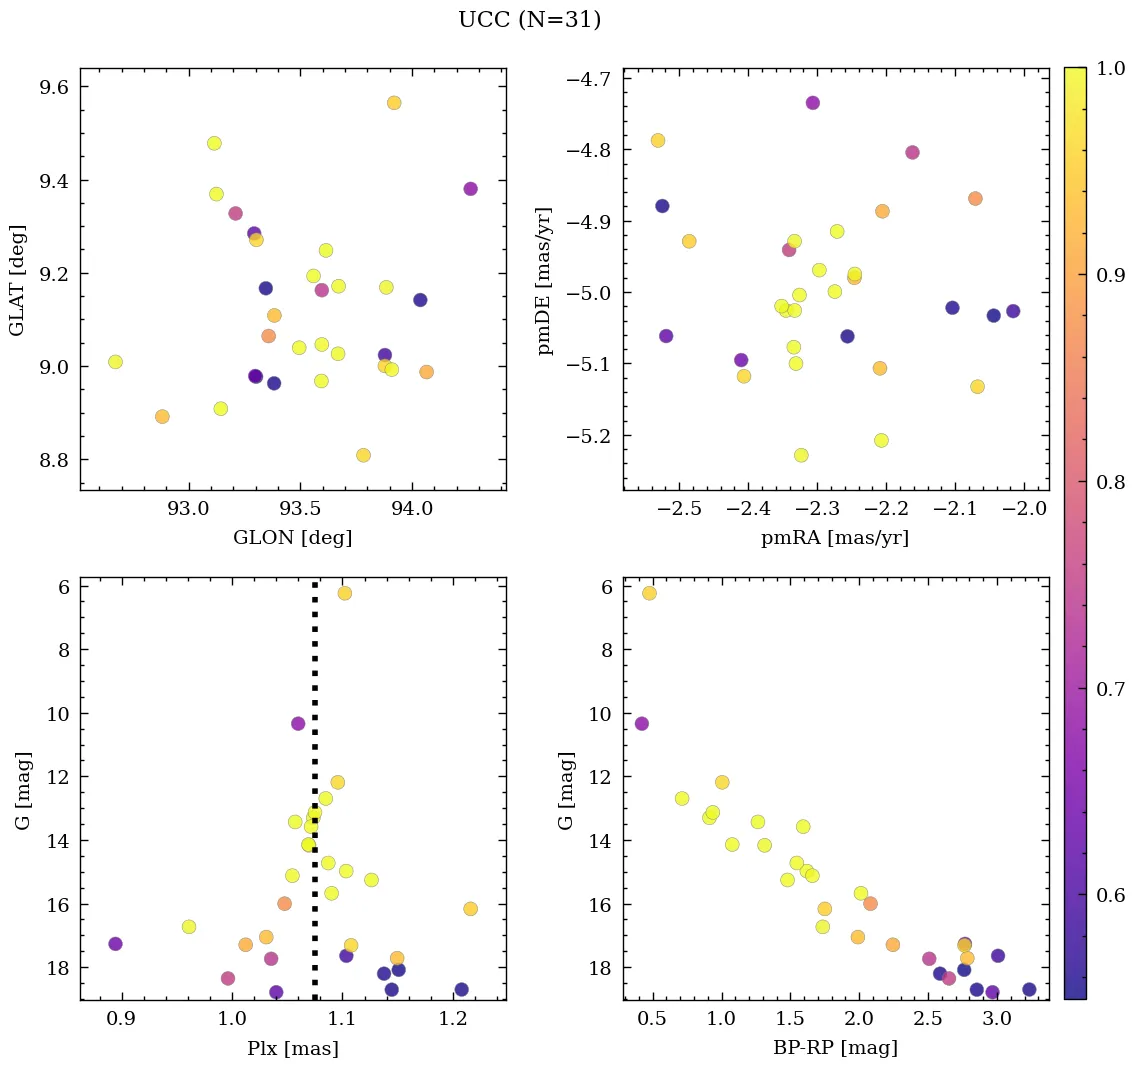 UCC (N=31)
9.6
9.4
9.2
9.0
8.8
GLAT [deg]
93.0 93.5 94.0
GLON [deg]
−4.7
−4.8
−4.9
−5.0
−5.1
−5.2
pmDE [mas/yr]
−2.5 −2.4 −2.3 −2.2 −2.1 −2.0
pmRA [mas/yr]
6
8
10
12
14
16
18
G [mag]
0.9 1.0 1.1 1.2
Plx [mas]
6
8
10
12
14
16
18
G [mag]
0.5 1.0 1.5 2.0 2.5 3.0
BP-RP [mag]
1.0
0.9
0.8
0.7
0.6